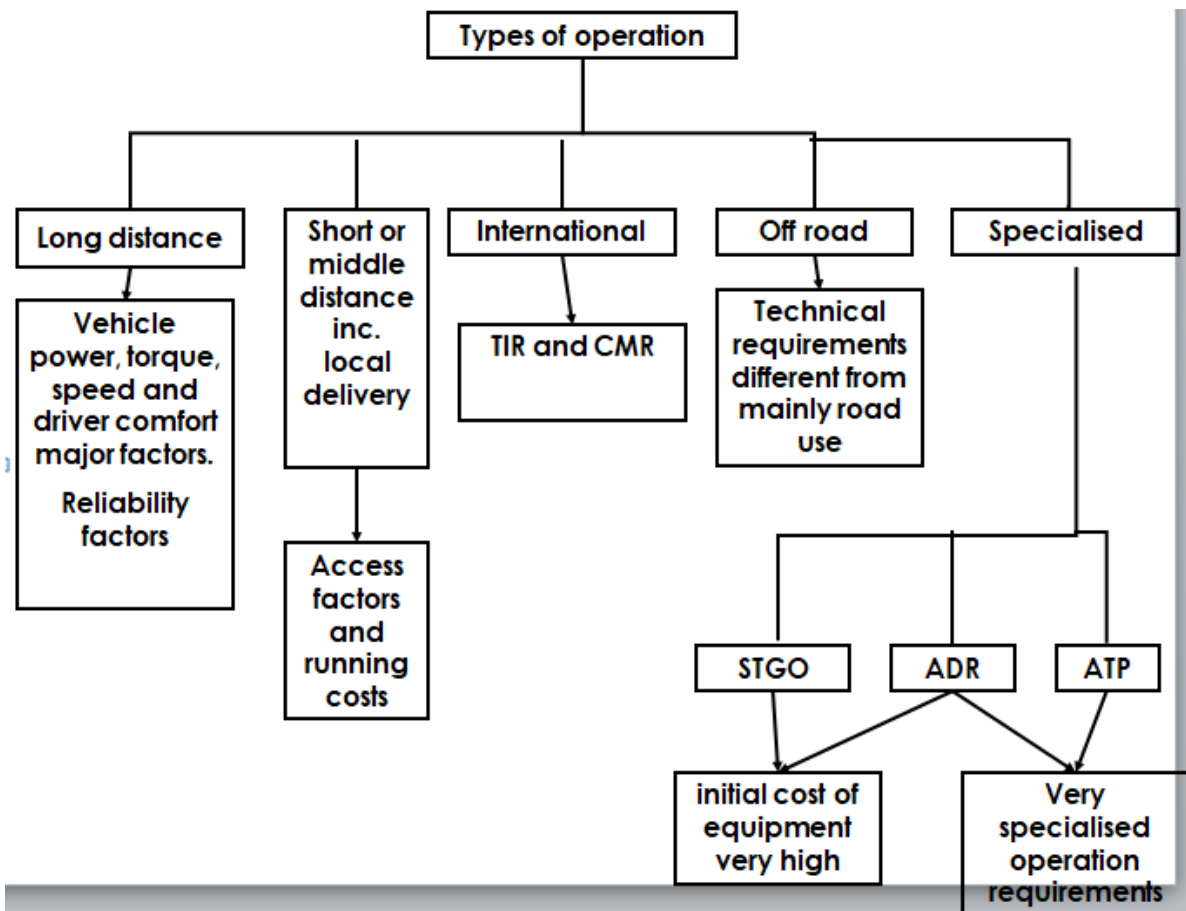 Types of operation
Long distance
Short or
middle
distance
inc.
local
delivery
International
Off road
Specialised
Vehicle
power, torque,
speed and
driver comfort
major factors.
Reliability
factors
TIR and CMR
Technical
requirements
different from
mainly road
use
Access
factors
and
running
costs
STGO
ADR
ATP
initial cost of
equipment
very high
Very
specialised
operation
requirements